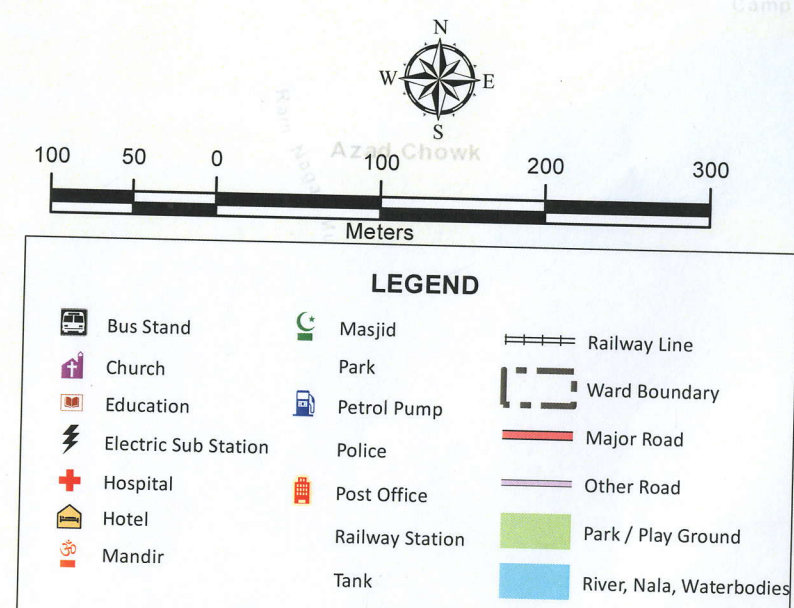 Camp
N
W E
S
Azad Chowk
100 50 0 100 200 300
Meters
LEGEND
Bus Stand
Church
Education
Electric Sub Station
Hospital
Hotel
ॐ
Mandir
Masjid
Park
Petrol Pump
Police
Post Office
Railway Station
Tank
Railway Line
Ward Boundary
Major Road
Other Road
Park / Play Ground
River, Nala, Waterbodies